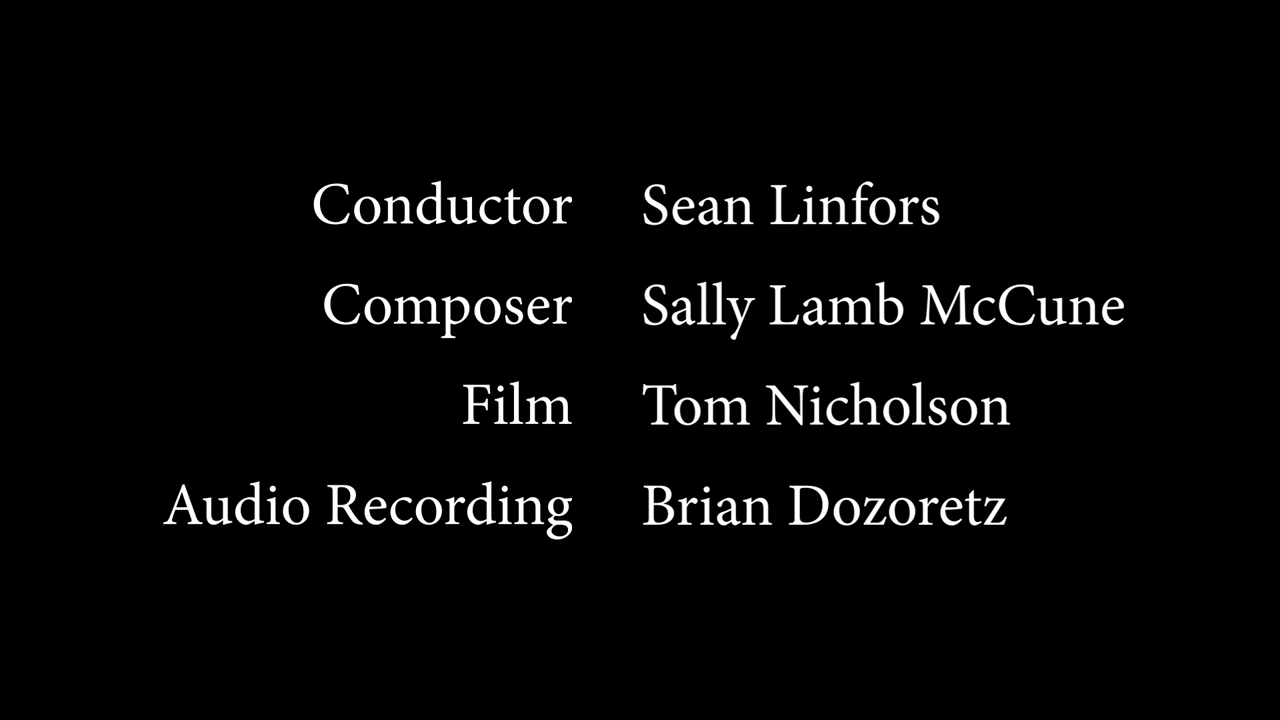 Conductor Sean Linfors
Composer Sally Lamb McCune
Film Tom Nicholson
Audio Recording Brian Dozoretz